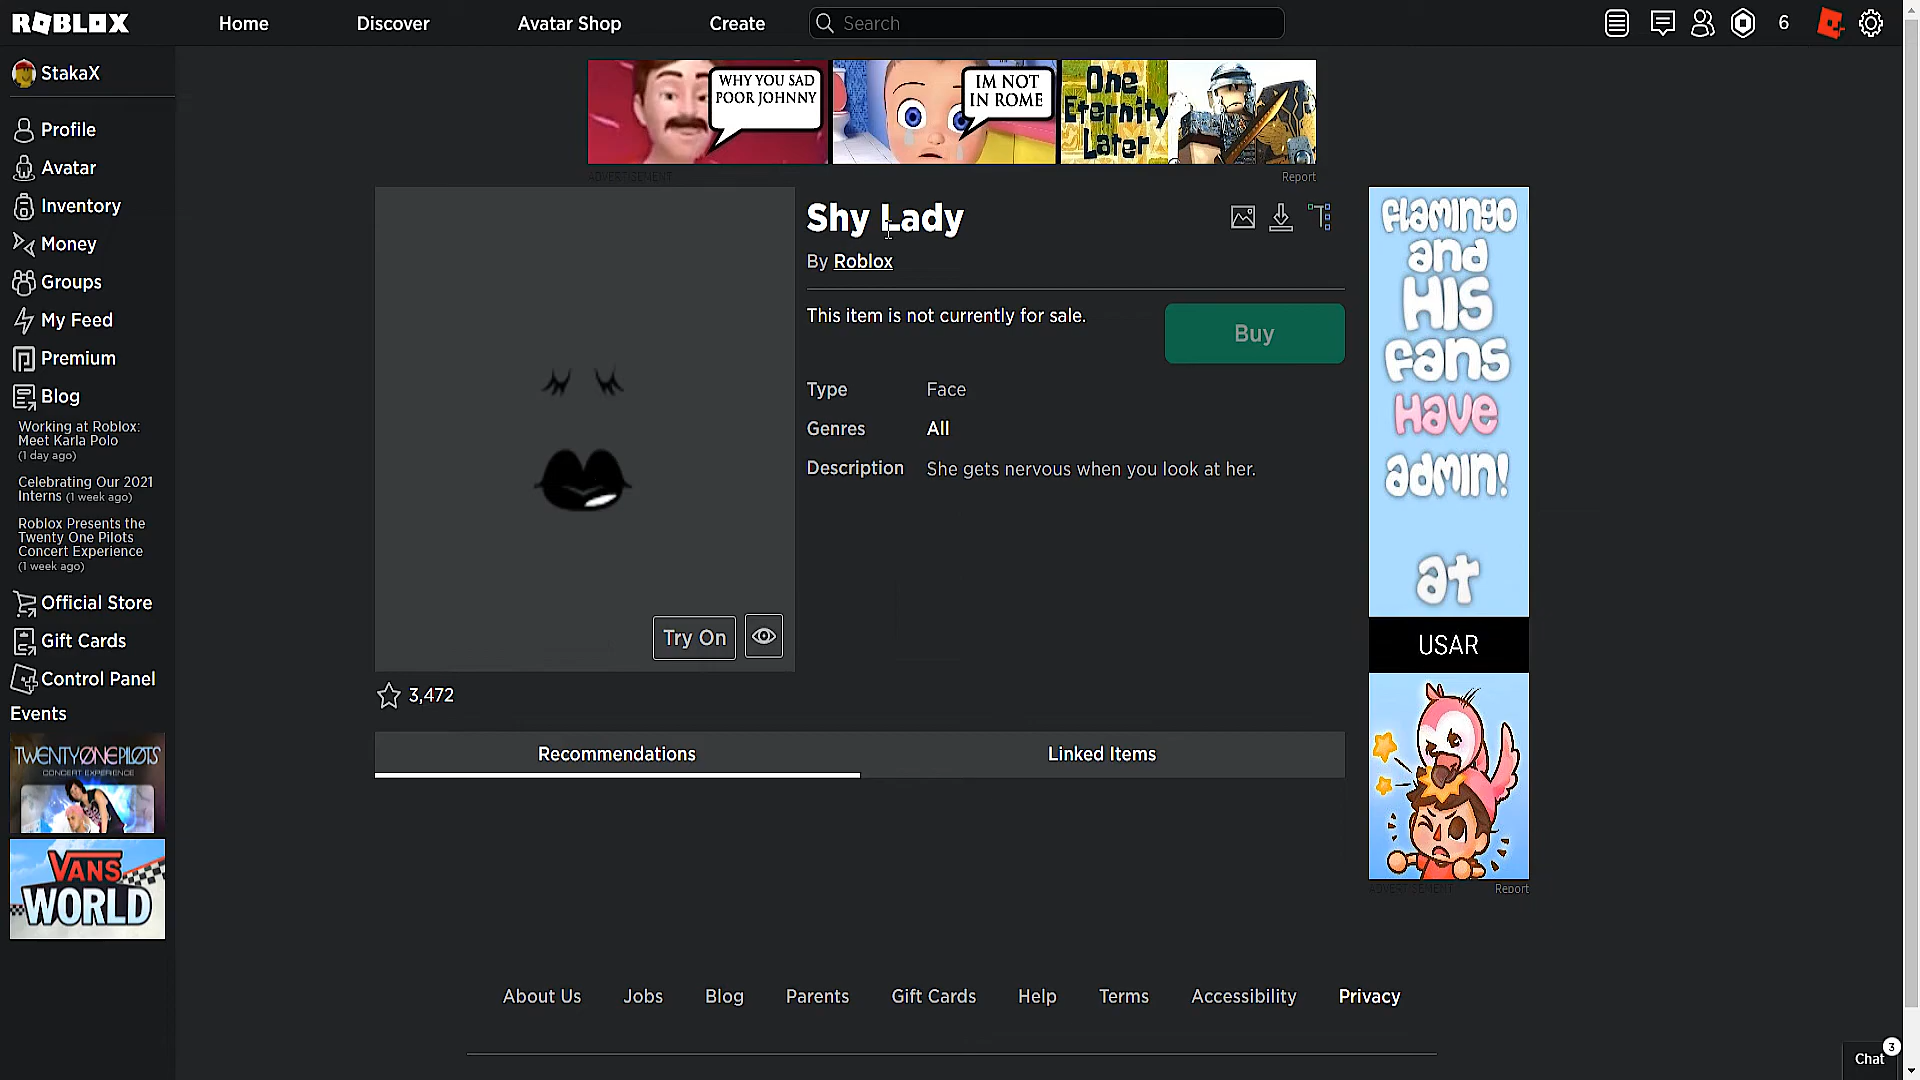 ROBLOX
Home
Discover
Avatar Shop
Create
Search
6
StakaX
Profile
Avatar
Inventory
Money
Groups
My Feed
Premium
Blog
Working at Roblox:
Meet Karla Polo
(1 day ago)
Celebrating Our 2021
Interns (1 week ago)
Roblox Presents the
Twenty One Pilots
Concert Experience
(1 week ago)
Official Store
Gift Cards
Control Panel
Events
TWENTY ONE PILOTS
CONCERT EXPERIENCE
VANS
WORLD
WHY YOU SAD
POOR JOHNNY
IM NOT
IN ROME
One
Eternity
Later
ADVERTISEMENT
Report
Shy Lady
By Roblox
This item is not currently for sale.
Buy
Type
Face
Genres
All
Description
She gets nervous when you look at her.
Try On
3,472
Recommendations
Linked Items
flamingo
and
HIS
fans
Have
admin!
at
USAR
ADVERTISEMENT
Report
About Us
Jobs
Blog
Parents
Gift Cards
Help
Terms
Accessibility
Privacy
Chat
3